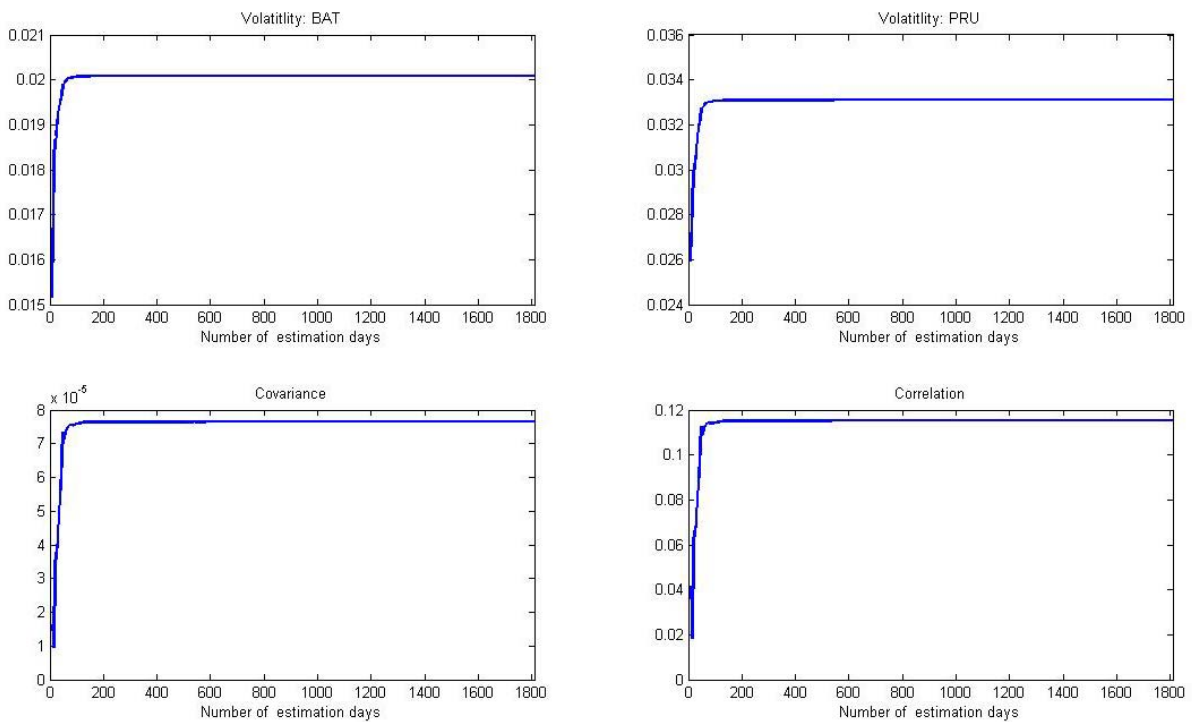 Volatitlity: BAT
0.021
0.02
0.019
0.018
0.017
0.016
0.015
0 200 400 600 800 1000 1200 1400 1600 1800
Number of estimation days
Volatitlity: PRU
0.036
0.034
0.032
0.03
0.028
0.026
0.024
0 200 400 600 800 1000 1200 1400 1600 1800
Number of estimation days
Covariance
x 10-5
8
7
6
5
4
3
2
1
0
0 200 400 600 800 1000 1200 1400 1600 1800
Number of estimation days
Correlation
0.12
0.1
0.08
0.06
0.04
0.02
0
0 200 400 600 800 1000 1200 1400 1600 1800
Number of estimation days